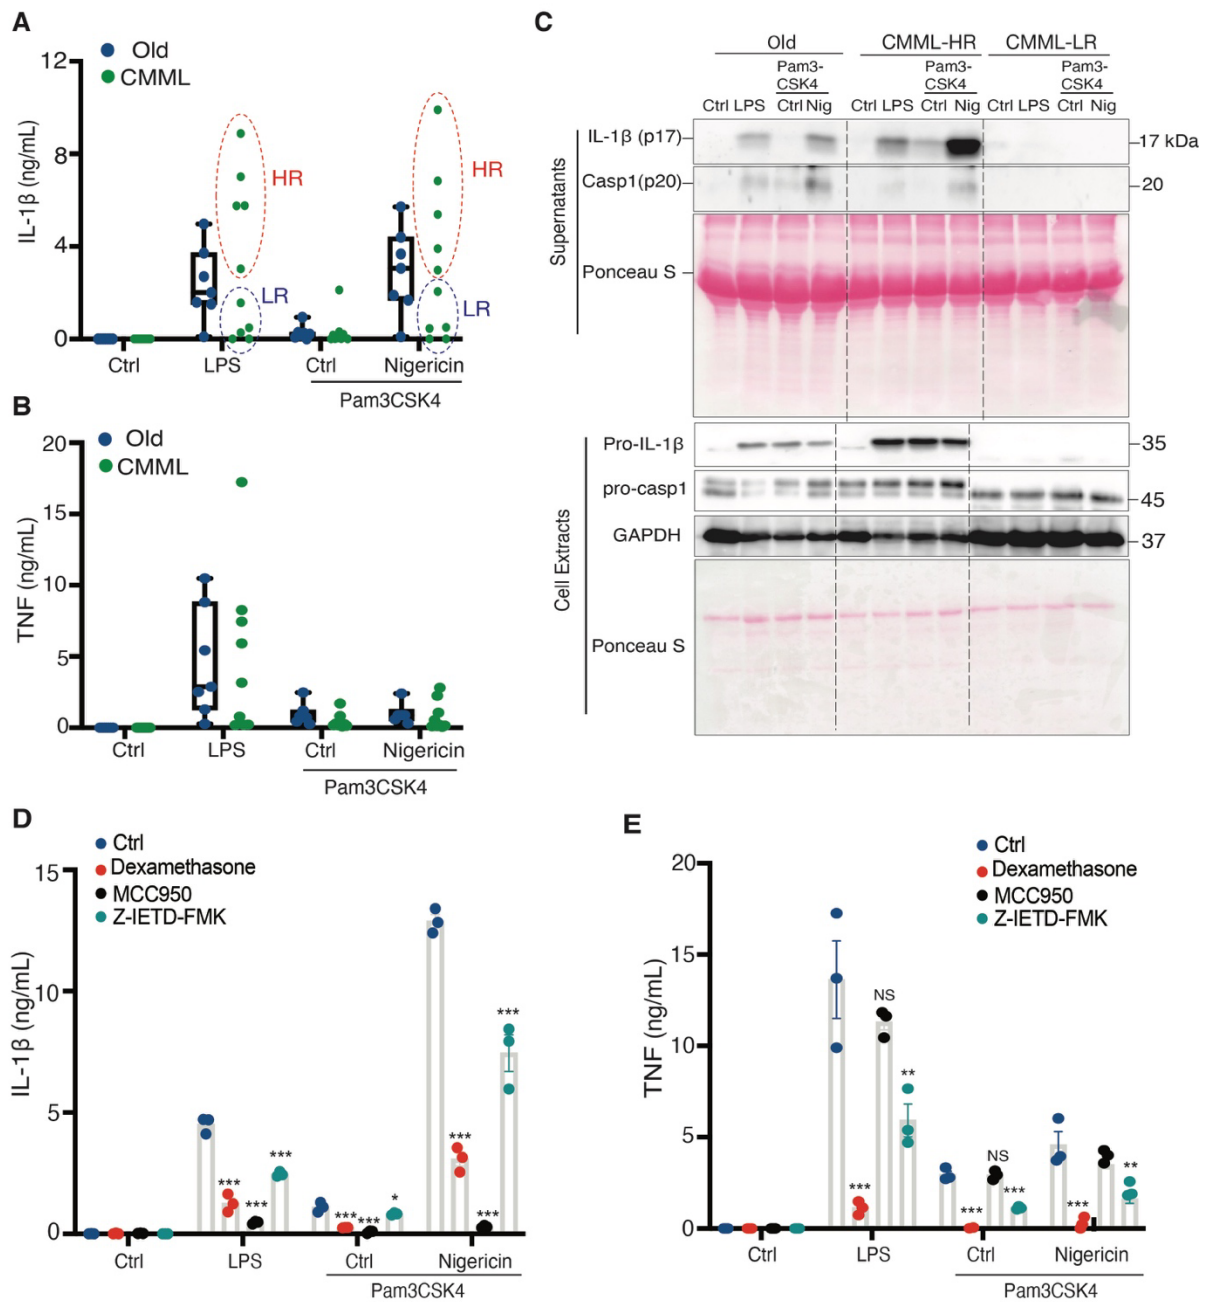 A
Old
CMML
12
8
4
0
IL-1β (ng/mL)
HR
HR
LR
LR
Ctrl
LPS
Ctrl
Nigericin
Pam3CSK4
B
Old
CMML
20
15
10
5
0
TNF (ng/mL)
Ctrl
LPS
Ctrl
Nigericin
Pam3CSK4
C
Old
CMML-HR
CMML-LR
Pam3-
CSK4
Pam3-
CSK4
Pam3-
CSK4
Ctrl LPS Ctrl Nig
Ctrl LPS Ctrl Nig
Ctrl LPS Ctrl Nig
Supernatants
IL-1β (p17)
17 kDa
Casp1(p20)
20
Ponceau S
Cell Extracts
Pro-IL-1β
35
pro-casp1
45
GAPDH
37
Ponceau S
D
Ctrl
Dexamethasone
MCC950
Z-IETD-FMK
15
10
5
0
IL-1β (ng/mL)
***
***
***
***
***
*
***
***
***
Ctrl
LPS
Ctrl
Nigericin
Pam3CSK4
E
Ctrl
Dexamethasone
MCC950
Z-IETD-FMK
20
15
10
5
0
TNF (ng/mL)
***
NS
**
***
NS
***
***
**
Ctrl
LPS
Ctrl
Nigericin
Pam3CSK4